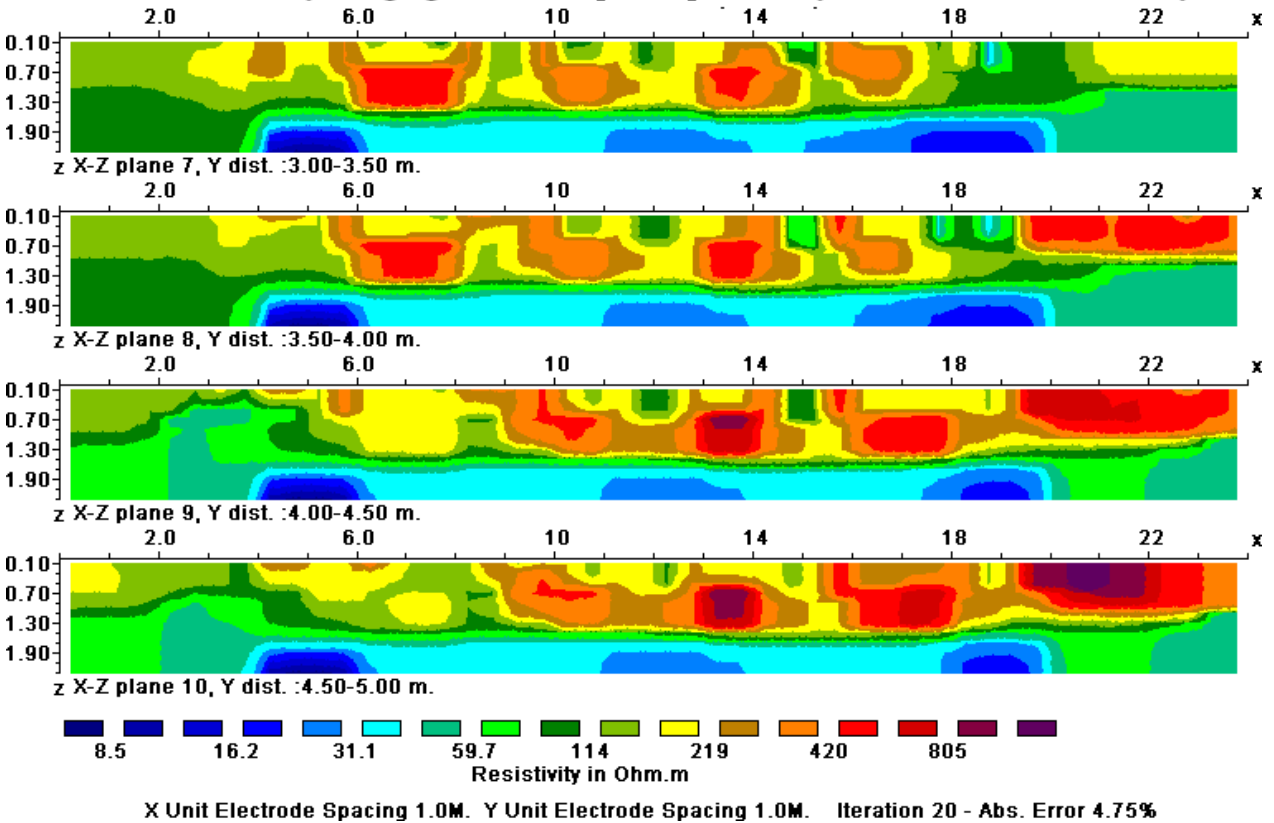 2.0 6.0 10 14 18 22 x
0.10
0.70
1.30
1.90
z X-Z plane 7, Y dist. :3.00-3.50 m.
2.0 6.0 10 14 18 22 x
0.10
0.70
1.30
1.90
z X-Z plane 8, Y dist. :3.50-4.00 m.
2.0 6.0 10 14 18 22 x
0.10
0.70
1.30
1.90
z X-Z plane 9, Y dist. :4.00-4.50 m.
2.0 6.0 10 14 18 22 x
0.10
0.70
1.30
1.90
z X-Z plane 10, Y dist. :4.50-5.00 m.
8.5 16.2 31.1 59.7 114 219 420 805
Resistivity in Ohm.m
X Unit Electrode Spacing 1.0M. Y Unit Electrode Spacing 1.0M. Iteration 20 - Abs. Error 4.75%